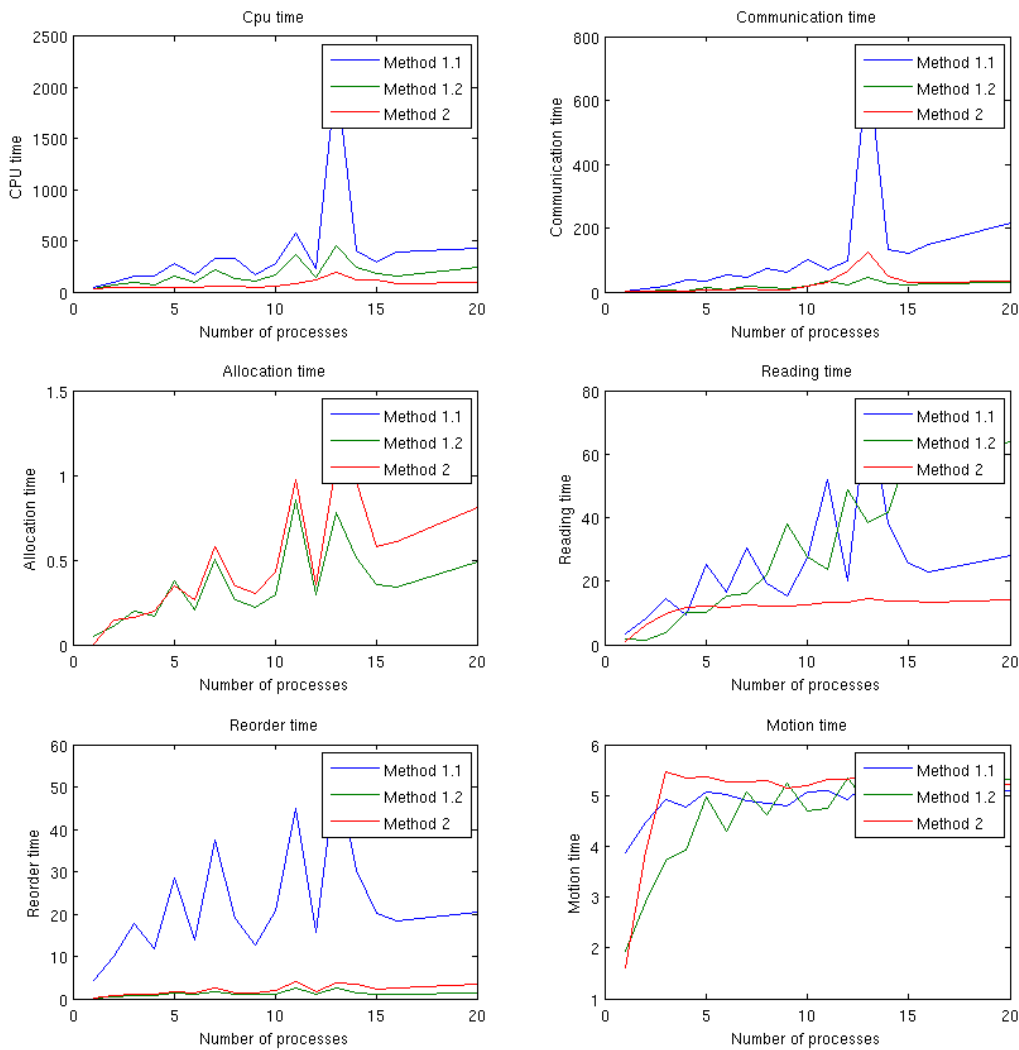 Cpu time
2500
2000
1500
1000
500
0
CPU time
0
5
10
15
20
Number of processes
Method 1.1
Method 1.2
Method 2
Communication time
800
600
400
200
0
Communication time
0
5
10
15
20
Number of processes
Method 1.1
Method 1.2
Method 2
Allocation time
1.5
1
0.5
0
Allocation time
0
5
10
15
20
Number of processes
Method 1.1
Method 1.2
Method 2
Reading time
80
60
40
20
0
Reading time
0
5
10
15
20
Number of processes
Method 1.1
Method 1.2
Method 2
Reorder time
60
50
40
30
20
10
0
Reorder time
0
5
10
15
20
Number of processes
Method 1.1
Method 1.2
Method 2
Motion time
6
5
4
3
2
1
Motion time
0
5
10
15
20
Number of processes
Method 1.1
Method 1.2
Method 2